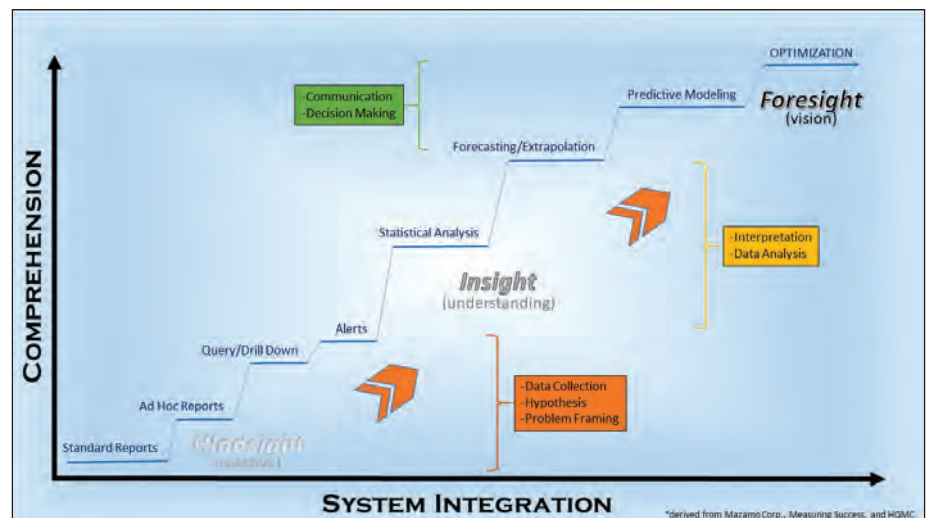 OPTIMIZATION
Predictive Modeling
Foresight
(vision)
-Communication
-Decision Making
Forecasting/Extrapolation
Statistical Analysis
-Interpretation
-Data Analysis
Insight
(understanding)
Alerts
Query/Drill Down
-Data Collection
-Hypothesis
-Problem Framing
Ad Hoc Reports
Hindsight
Standard Reports
COMPREHENSION
SYSTEM INTEGRATION
*derived from Mazamo Corp., Measuring Success, and HQMC.